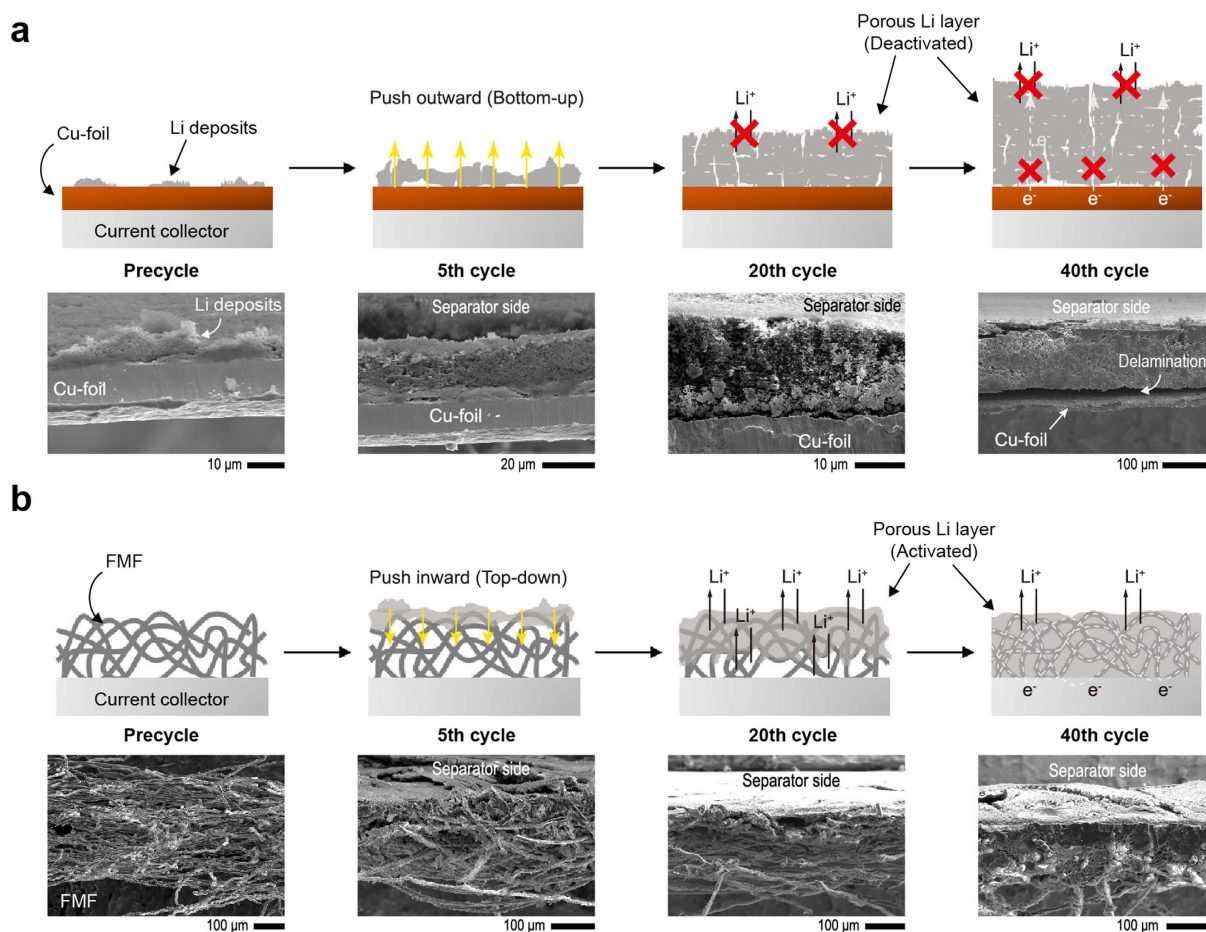 a
Cu-foil
Li deposits
Current collector
Precycle
Push outward (Bottom-up)
5th cycle
Li⁺
Li⁺
20th cycle
Porous Li layer
(Deactivated)
Li⁺
Li⁺
e⁻
e⁻
e⁻
e⁻
40th cycle
Li deposits
Cu-foil
10 µm
Separator side
Cu-foil
20 µm
Separator side
Cu-foil
10 µm
Separator side
Delamination
Cu-foil
100 µm
b
FMF
Current collector
Precycle
Push inward (Top-down)
5th cycle
Li⁺
Li⁺
Li⁺
Li⁺
Li⁺
20th cycle
Porous Li layer
(Activated)
Li⁺
Li⁺
e⁻
e⁻
e⁻
40th cycle
FMF
100 µm
Separator side
100 µm
Separator side
100 µm
Separator side
100 µm